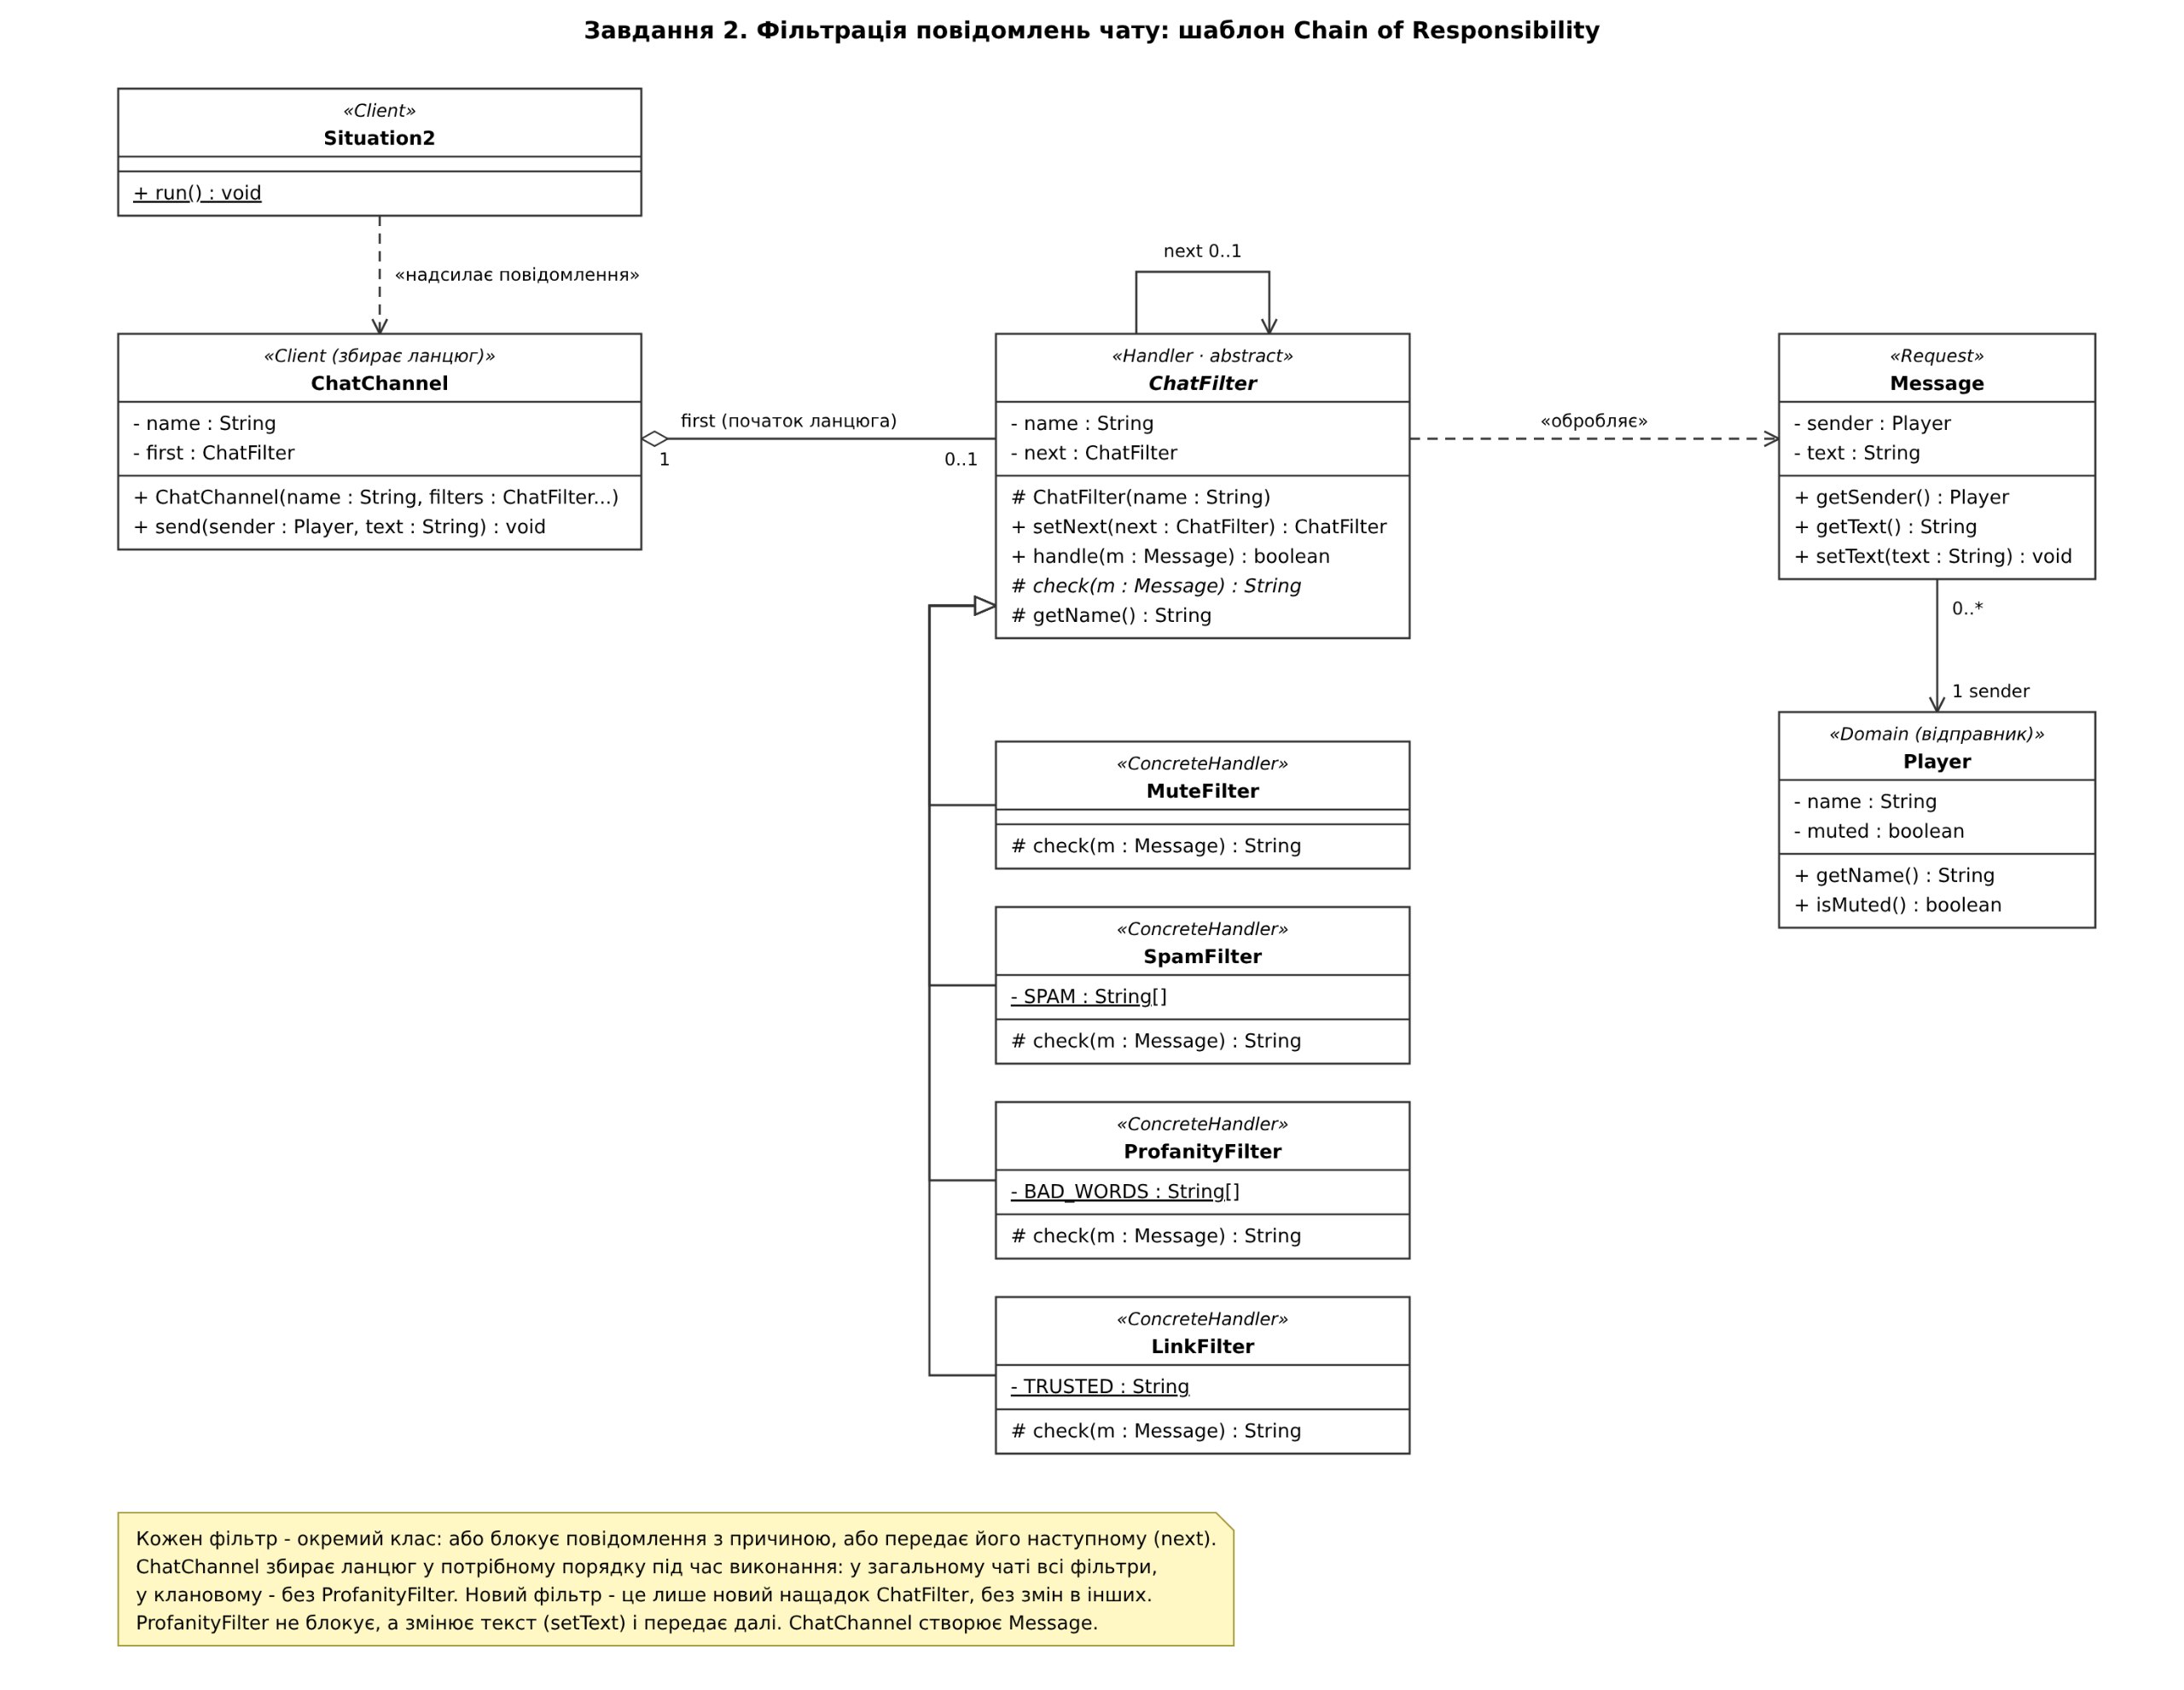 Завдання 2. Фільтрація повідомлень чату: шаблон Chain of Responsibility
«Client»
Situation2
+ run() : void
«надсилає повідомлення»
«Client (збирає ланцюг)»
ChatChannel
- name : String
- first : ChatFilter
+ ChatChannel(name : String, filters : ChatFilter...)
+ send(sender : Player, text : String) : void
first (початок ланцюга)
1
0..1
next 0..1
«Handler · abstract»
ChatFilter
- name : String
- next : ChatFilter
# ChatFilter(name : String)
+ setNext(next : ChatFilter) : ChatFilter
+ handle(m : Message) : boolean
# check(m : Message) : String
# getName() : String
«обробляє»
«Request»
Message
- sender : Player
- text : String
+ getSender() : Player
+ getText() : String
+ setText(text : String) : void
0..*
1 sender
«Domain (відправник)»
Player
- name : String
- muted : boolean
+ getName() : String
+ isMuted() : boolean
«ConcreteHandler»
MuteFilter
# check(m : Message) : String
«ConcreteHandler»
SpamFilter
- SPAM : String[]
# check(m : Message) : String
«ConcreteHandler»
ProfanityFilter
- BAD_WORDS : String[]
# check(m : Message) : String
«ConcreteHandler»
LinkFilter
- TRUSTED : String
# check(m : Message) : String
Кожен фільтр - окремий клас: або блокує повідомлення з причиною, або передає його наступному (next).
ChatChannel збирає ланцюг у потрібному порядку під час виконання: у загальному чаті всі фільтри,
у клановому - без ProfanityFilter. Новий фільтр - це лише новий нащадок ChatFilter, без змін в інших.
ProfanityFilter не блокує, а змінює текст (setText) і передає далі. ChatChannel створює Message.